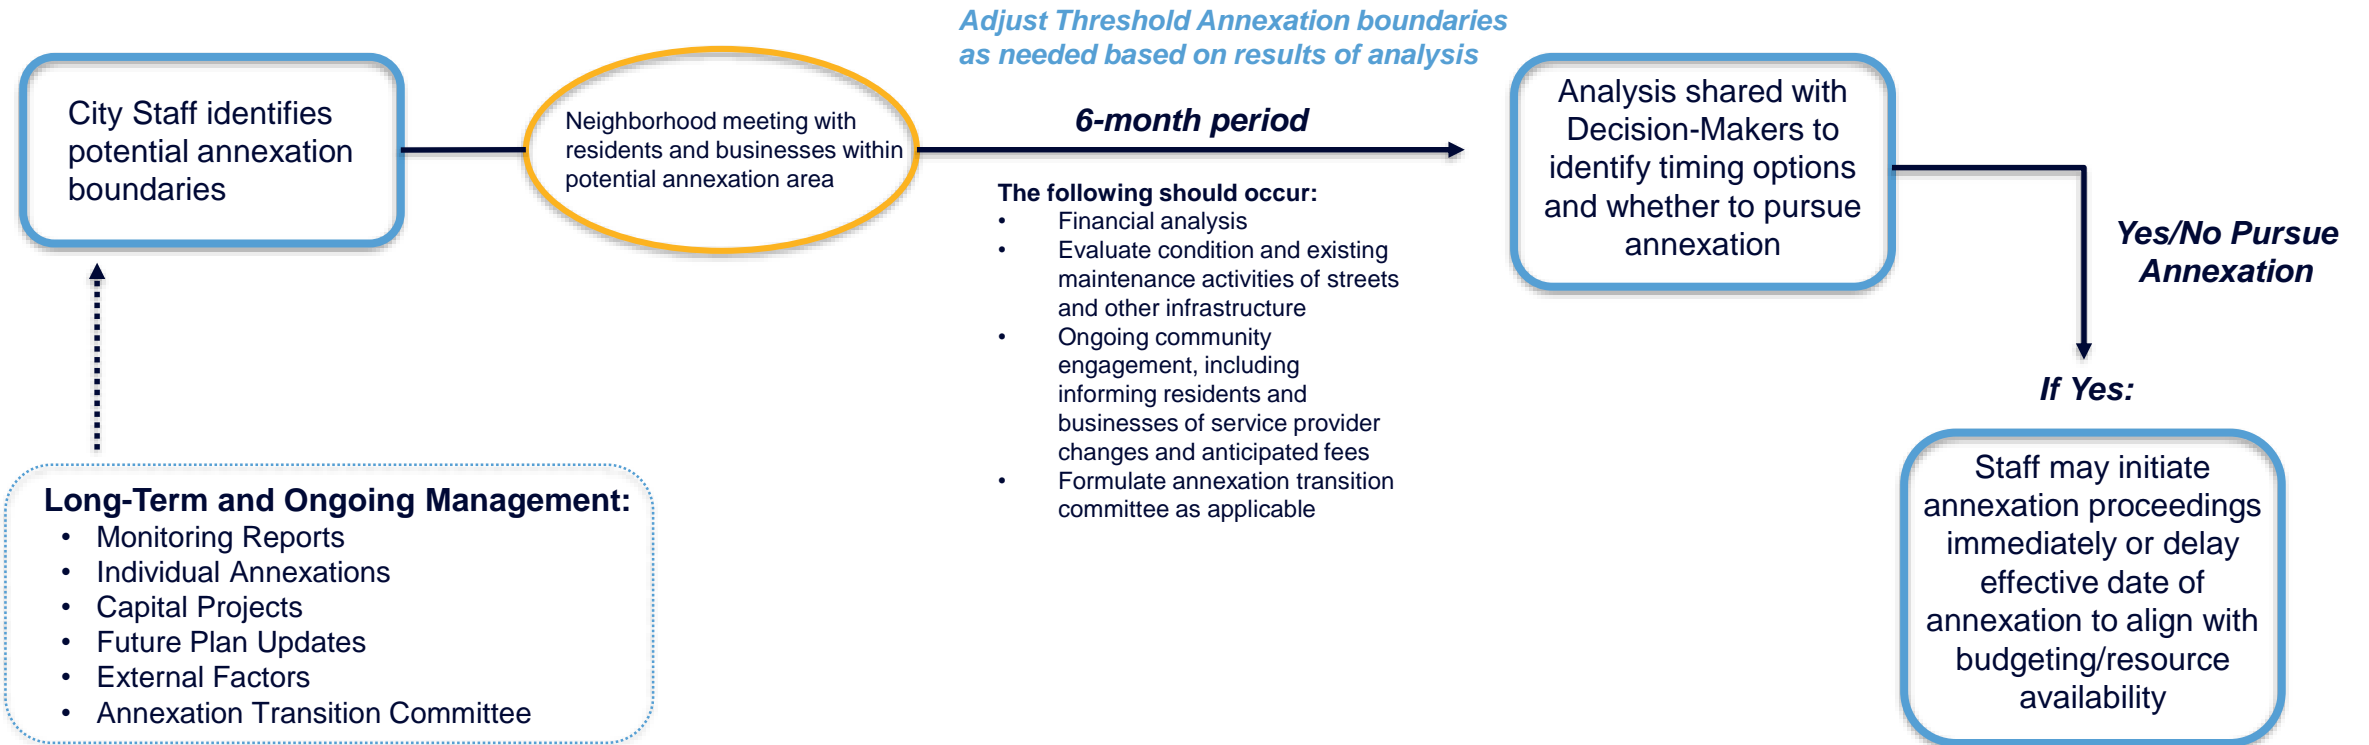 Adjust Threshold Annexation boundaries
as needed based on results of analysis
City Staff identifies
potential annexation
boundaries
Neighborhood meeting with
residents and businesses within
potential annexation area
6-month period
The following should occur:
• Financial analysis
• Evaluate condition and existing
maintenance activities of streets
and other infrastructure
• Ongoing community
engagement, including
informing residents and
businesses of service provider
changes and anticipated fees
• Formulate annexation transition
committee as applicable
Analysis shared with
Decision-Makers to
identify timing options
and whether to pursue
annexation
Yes/No Pursue
Annexation
If Yes:
Staff may initiate
annexation proceedings
immediately or delay
effective date of
annexation to align with
budgeting/resource
availability
Long-Term and Ongoing Management:
• Monitoring Reports
• Individual Annexations
• Capital Projects
• Future Plan Updates
• External Factors
• Annexation Transition Committee